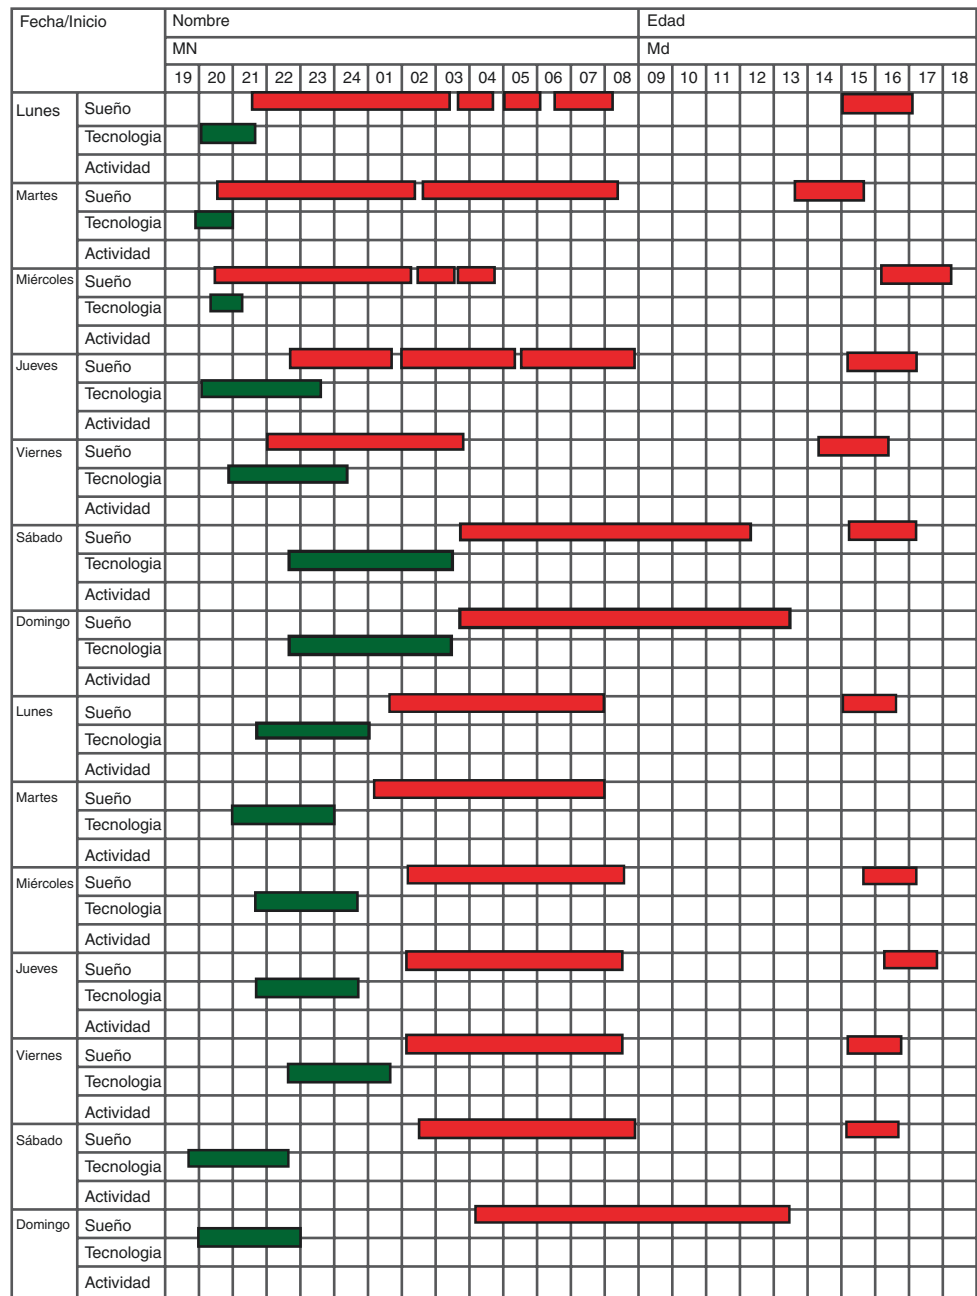 Fecha/Inicio Nombre Edad
MN Md
19 20 21 22 23 24 01 02 03 04 05 06 07 08 09 10 11 12 13 14 15 16 17 18
Lunes Sueño
Tecnologia
Actividad
Martes Sueño
Tecnologia
Actividad
Miércoles Sueño
Tecnologia
Actividad
Jueves Sueño
Tecnologia
Actividad
Viernes Sueño
Tecnologia
Actividad
Sábado Sueño
Tecnologia
Actividad
Domingo Sueño
Tecnologia
Actividad
Lunes Sueño
Tecnologia
Actividad
Martes Sueño
Tecnologia
Actividad
Miércoles Sueño
Tecnologia
Actividad
Jueves Sueño
Tecnologia
Actividad
Viernes Sueño
Tecnologia
Actividad
Sábado Sueño
Tecnologia
Actividad
Domingo Sueño
Tecnologia
Actividad